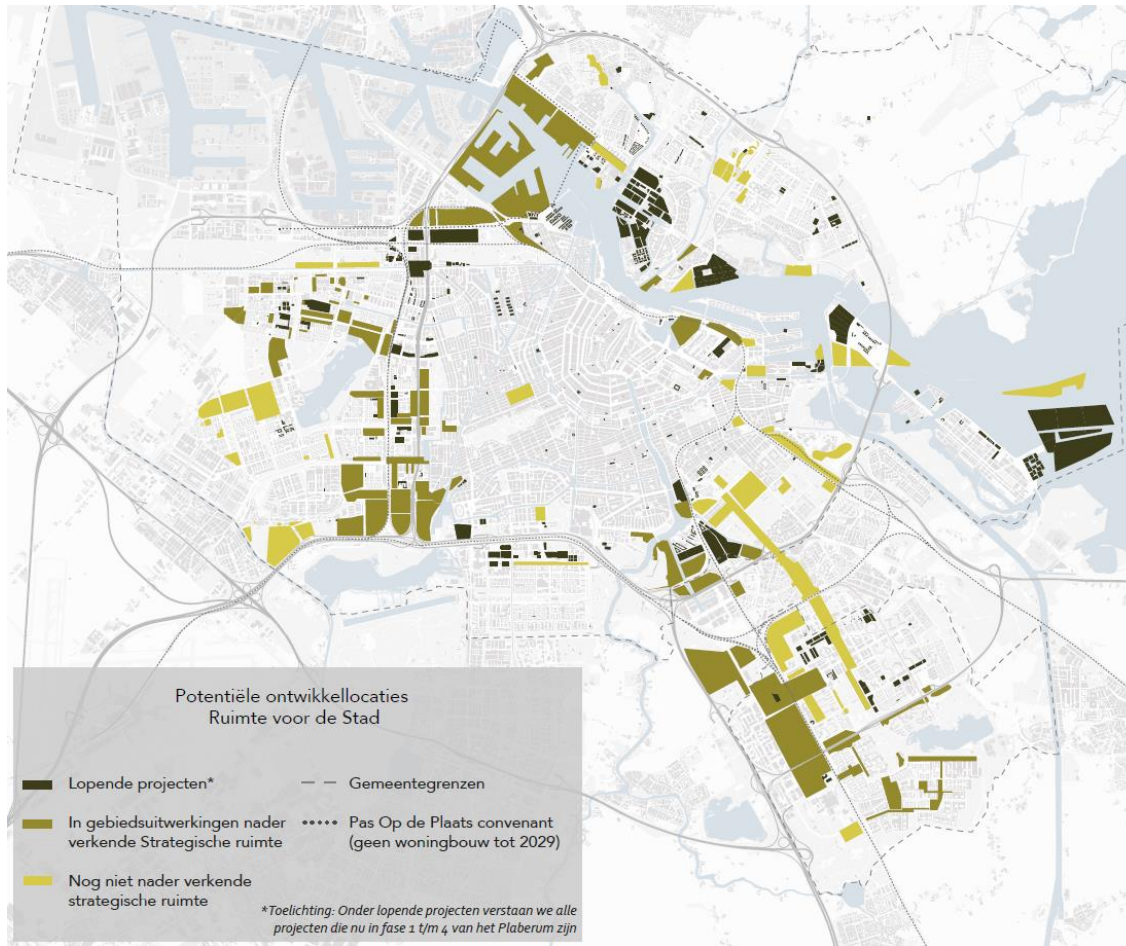 Potentiële ontwikkellocaties
Ruimte voor de Stad
Lopende projecten*
In gebiedsuitwerkingen nader
verkende Strategische ruimte
Nog niet nader verkende
strategische ruimte
Gemeentegrenzen
Pas Op de Plaats convenant
(geen woningbouw tot 2029)
*Toelichting: Onder lopende projecten verstaan we alle
projecten die nu in fase 1 t/m 4 van het Plaberum zijn